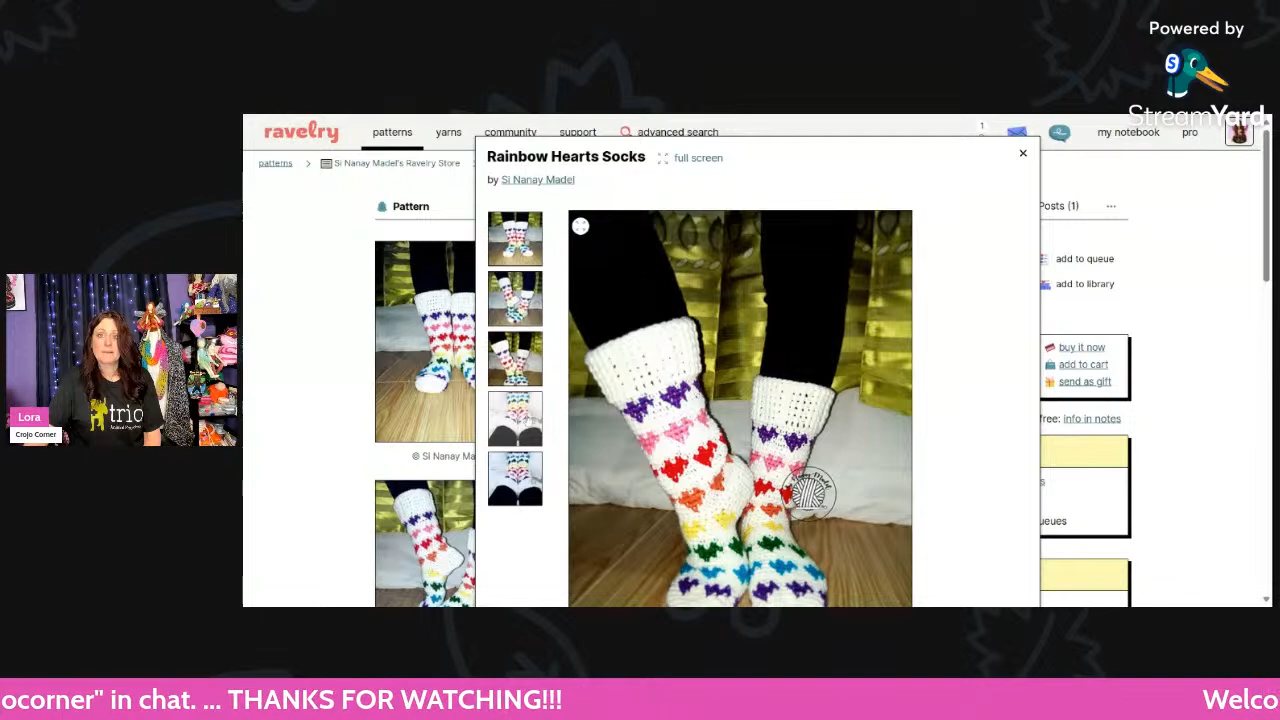 Powered by
StreamYard
ravelry
patterns yarns community support advanced search
1
my notebook pro
patterns > Si Nanay Madel's Ravelry Store
Rainbow Hearts Socks full screen
by Si Nanay Madel
Pattern
Posts (1) ...
add to queue
add to library
buy it now
add to cart
send as gift
free: info in notes
© Si Nanay Ma
ueues
trio
Lora
Crojo Corner
ocorner" in chat. ... THANKS FOR WATCHING!!!
Welco